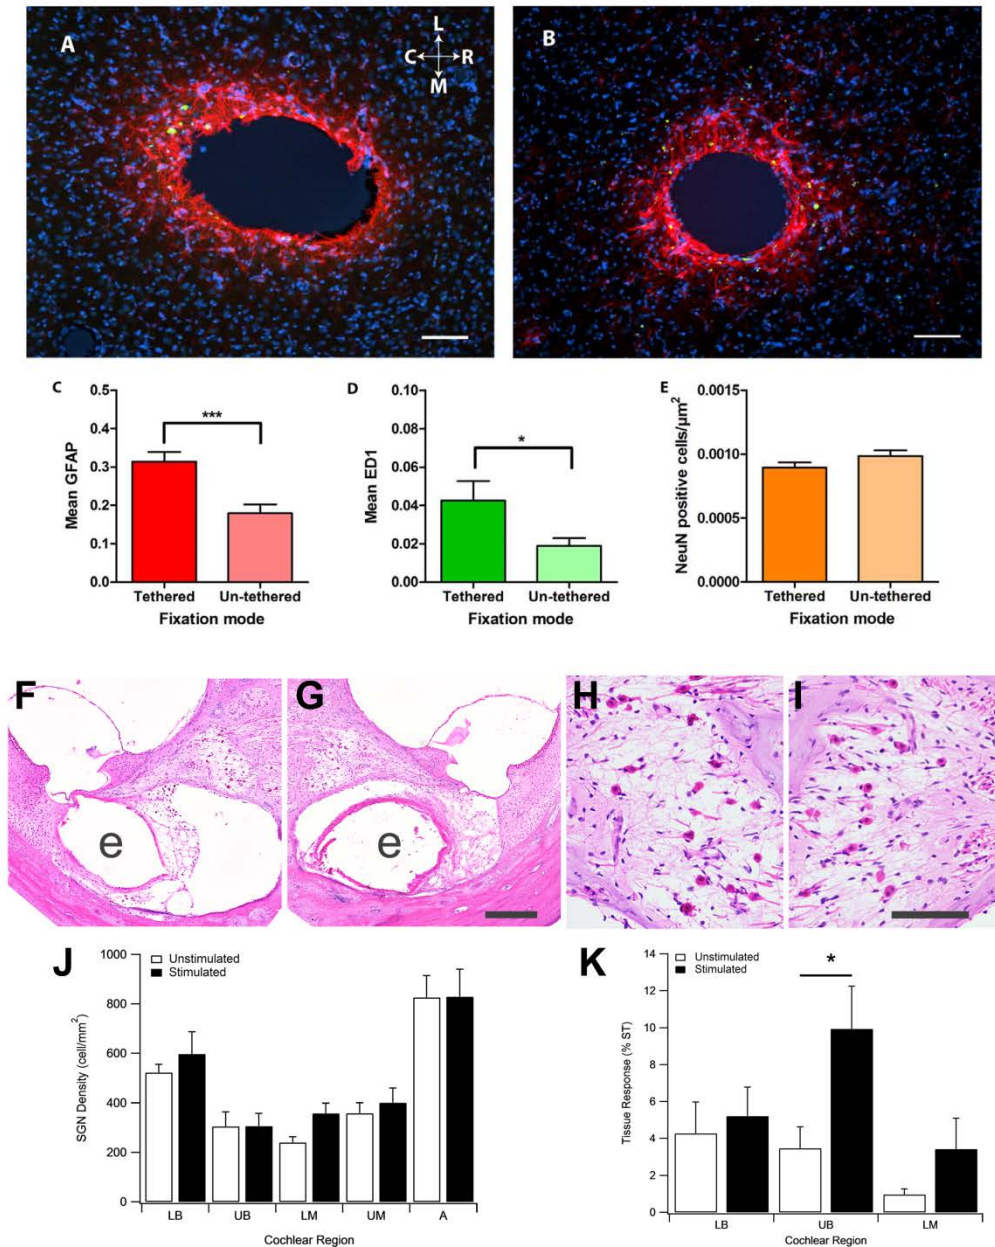 A
L
C R
M
B
C
0.5
0.4
0.3
0.2
0.1
0.0
Mean GFAP
***
Tethered Un-tethered
Fixation mode
D
0.10
0.08
0.06
0.04
0.02
0.00
Mean ED1
*
Tethered Un-tethered
Fixation mode
E
0.0015
0.0010
0.0005
0.0000
NeuN positive cells/µm²
Tethered Un-tethered
Fixation mode
F
e
G
e
H
I
J
1000
800
600
400
200
0
SGN Density (cell/mm²)
Unstimulated
Stimulated
LB UB LM UM A
Cochlear Region
K
14
12
10
8
6
4
2
0
Tissue Response (% ST)
Unstimulated
Stimulated
*
LB UB LM
Cochlear Region